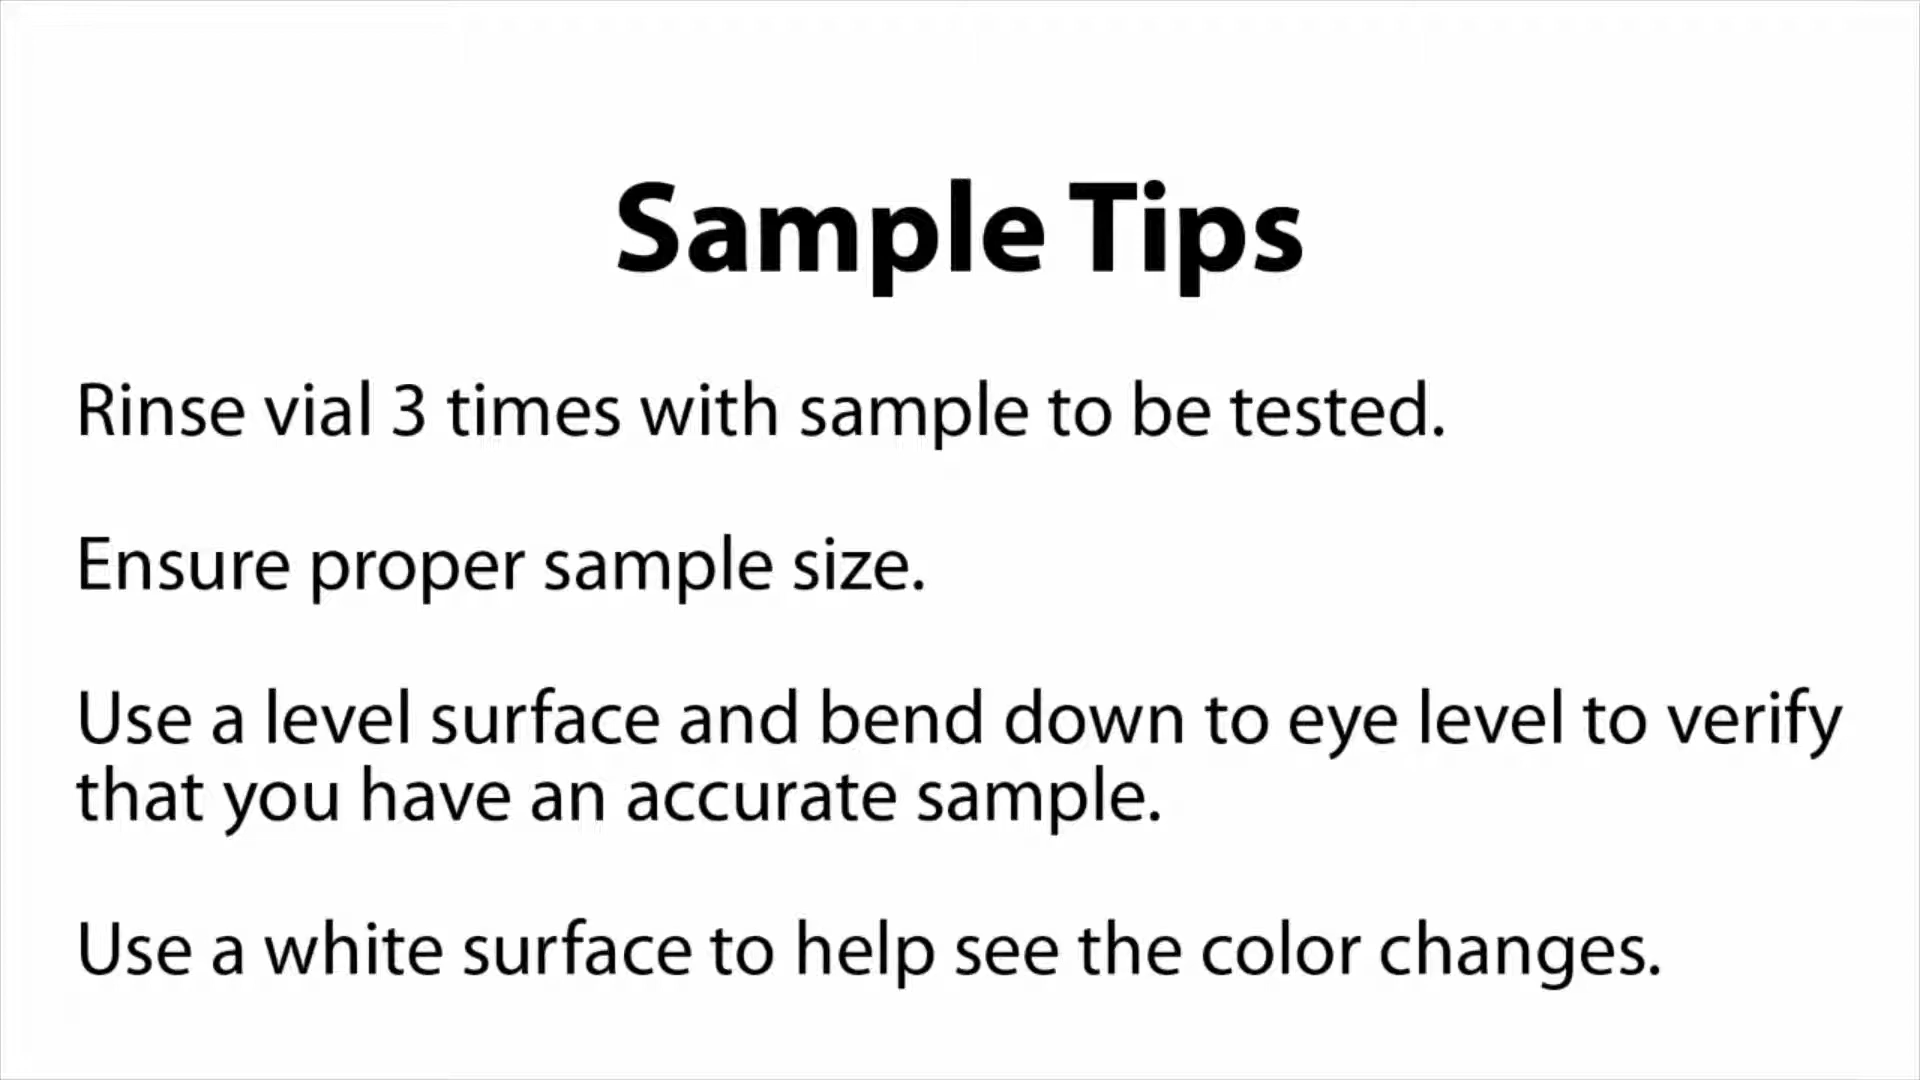 Sample Tips
Rinse vial 3 times with sample to be tested.
Ensure proper sample size.
Use a level surface and bend down to eye level to verify
that you have an accurate sample.
Use a white surface to help see the color changes.